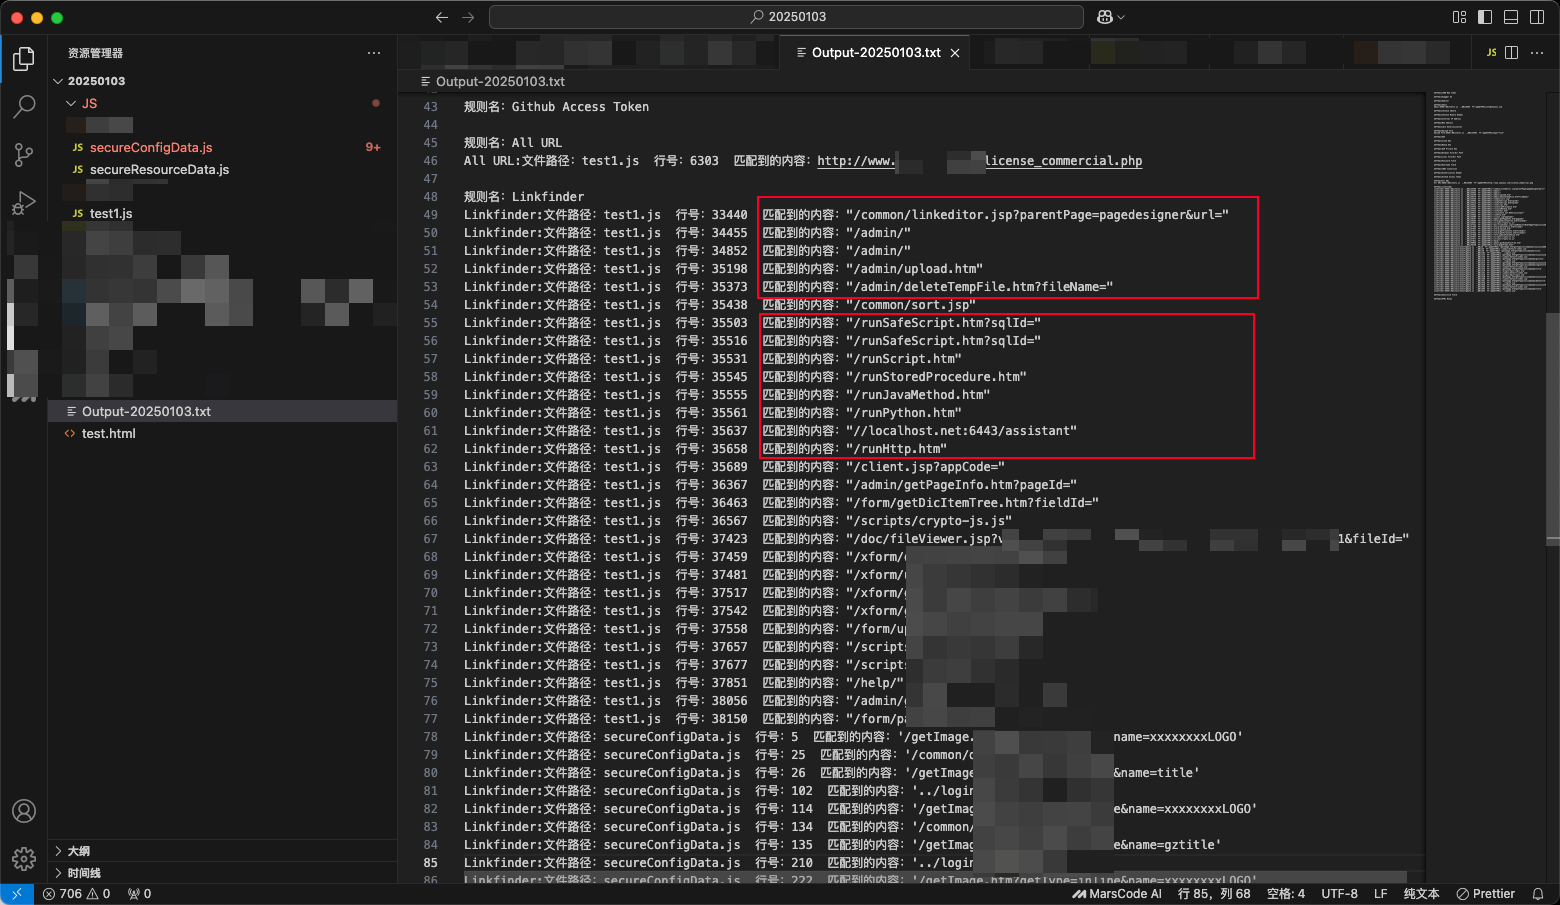 20250103
资源管理器
20250103
JS
JS secureConfigData.js 9+
JS secureResourceData.js
JS test1.js
Output-20250103.txt
<> test.html
大纲
时间线
Output-20250103.txt
JS
Output-20250103.txt
43 规则名：Github Access Token
44
45 规则名：All URL
46 All URL:文件路径：test1.js 行号：6303 匹配到的内容：http://www. license_commercial.php
47
48 规则名：Linkfinder
49 Linkfinder:文件路径：test1.js 行号：33440 匹配到的内容："/common/linkeditor.jsp?parentPage=pagedesigner&url="
50 Linkfinder:文件路径：test1.js 行号：34455 匹配到的内容："/admin/"
51 Linkfinder:文件路径：test1.js 行号：34852 匹配到的内容："/admin/"
52 Linkfinder:文件路径：test1.js 行号：35198 匹配到的内容："/admin/upload.htm"
53 Linkfinder:文件路径：test1.js 行号：35373 匹配到的内容："/admin/deleteTempFile.htm?fileName="
54 Linkfinder:文件路径：test1.js 行号：35438 匹配到的内容："/common/sort.jsp"
55 Linkfinder:文件路径：test1.js 行号：35503 匹配到的内容："/runSafeScript.htm?sqlId="
56 Linkfinder:文件路径：test1.js 行号：35516 匹配到的内容："/runSafeScript.htm?sqlId="
57 Linkfinder:文件路径：test1.js 行号：35531 匹配到的内容："/runScript.htm"
58 Linkfinder:文件路径：test1.js 行号：35545 匹配到的内容："/runStoredProcedure.htm"
59 Linkfinder:文件路径：test1.js 行号：35555 匹配到的内容："/runJavaMethod.htm"
60 Linkfinder:文件路径：test1.js 行号：35561 匹配到的内容："/runPython.htm"
61 Linkfinder:文件路径：test1.js 行号：35637 匹配到的内容："//localhost.net:6443/assistant"
62 Linkfinder:文件路径：test1.js 行号：35658 匹配到的内容："/runHttp.htm"
63 Linkfinder:文件路径：test1.js 行号：35689 匹配到的内容："/client.jsp?appCode="
64 Linkfinder:文件路径：test1.js 行号：36367 匹配到的内容："/admin/getPageInfo.htm?pageId="
65 Linkfinder:文件路径：test1.js 行号：36463 匹配到的内容："/form/getDicItemTree.htm?fieldId="
66 Linkfinder:文件路径：test1.js 行号：36567 匹配到的内容："/scripts/crypto-js.js"
67 Linkfinder:文件路径：test1.js 行号：37423 匹配到的内容："/doc/fileViewer.jsp? 1&fileId="
68 Linkfinder:文件路径：test1.js 行号：37459 匹配到的内容："/xform/
69 Linkfinder:文件路径：test1.js 行号：37481 匹配到的内容："/xform/
70 Linkfinder:文件路径：test1.js 行号：37517 匹配到的内容："/xform/
71 Linkfinder:文件路径：test1.js 行号：37542 匹配到的内容："/xform/
72 Linkfinder:文件路径：test1.js 行号：37558 匹配到的内容："/form/up
73 Linkfinder:文件路径：test1.js 行号：37657 匹配到的内容："/scripts
74 Linkfinder:文件路径：test1.js 行号：37677 匹配到的内容："/scripts
75 Linkfinder:文件路径：test1.js 行号：37851 匹配到的内容："/help/"
76 Linkfinder:文件路径：test1.js 行号：38056 匹配到的内容："/admin/
77 Linkfinder:文件路径：test1.js 行号：38150 匹配到的内容："/form/pa
78 Linkfinder:文件路径：secureConfigData.js 行号：5 匹配到的内容：'/getImage. name=xxxxxxxxLOGO'
79 Linkfinder:文件路径：secureConfigData.js 行号：25 匹配到的内容：'/common/
80 Linkfinder:文件路径：secureConfigData.js 行号：26 匹配到的内容：'/getImage &name=title'
81 Linkfinder:文件路径：secureConfigData.js 行号：102 匹配到的内容：'../login
82 Linkfinder:文件路径：secureConfigData.js 行号：114 匹配到的内容：'/getImag e&name=xxxxxxxxLOGO'
83 Linkfinder:文件路径：secureConfigData.js 行号：134 匹配到的内容：'/common/
84 Linkfinder:文件路径：secureConfigData.js 行号：135 匹配到的内容：'/getImag e&name=gztitle'
85 Linkfinder:文件路径：secureConfigData.js 行号：210 匹配到的内容：'../login
86 Linkfinder:文件路径：secureConfigData.js 行号：222 匹配到的内容：'/getImage.htm?getType=inline&name=xxxxxxxxLOGO'
706 0 0 MarsCode AI 行 85，列 68 空格: 4 UTF-8 LF 纯文本 Prettier